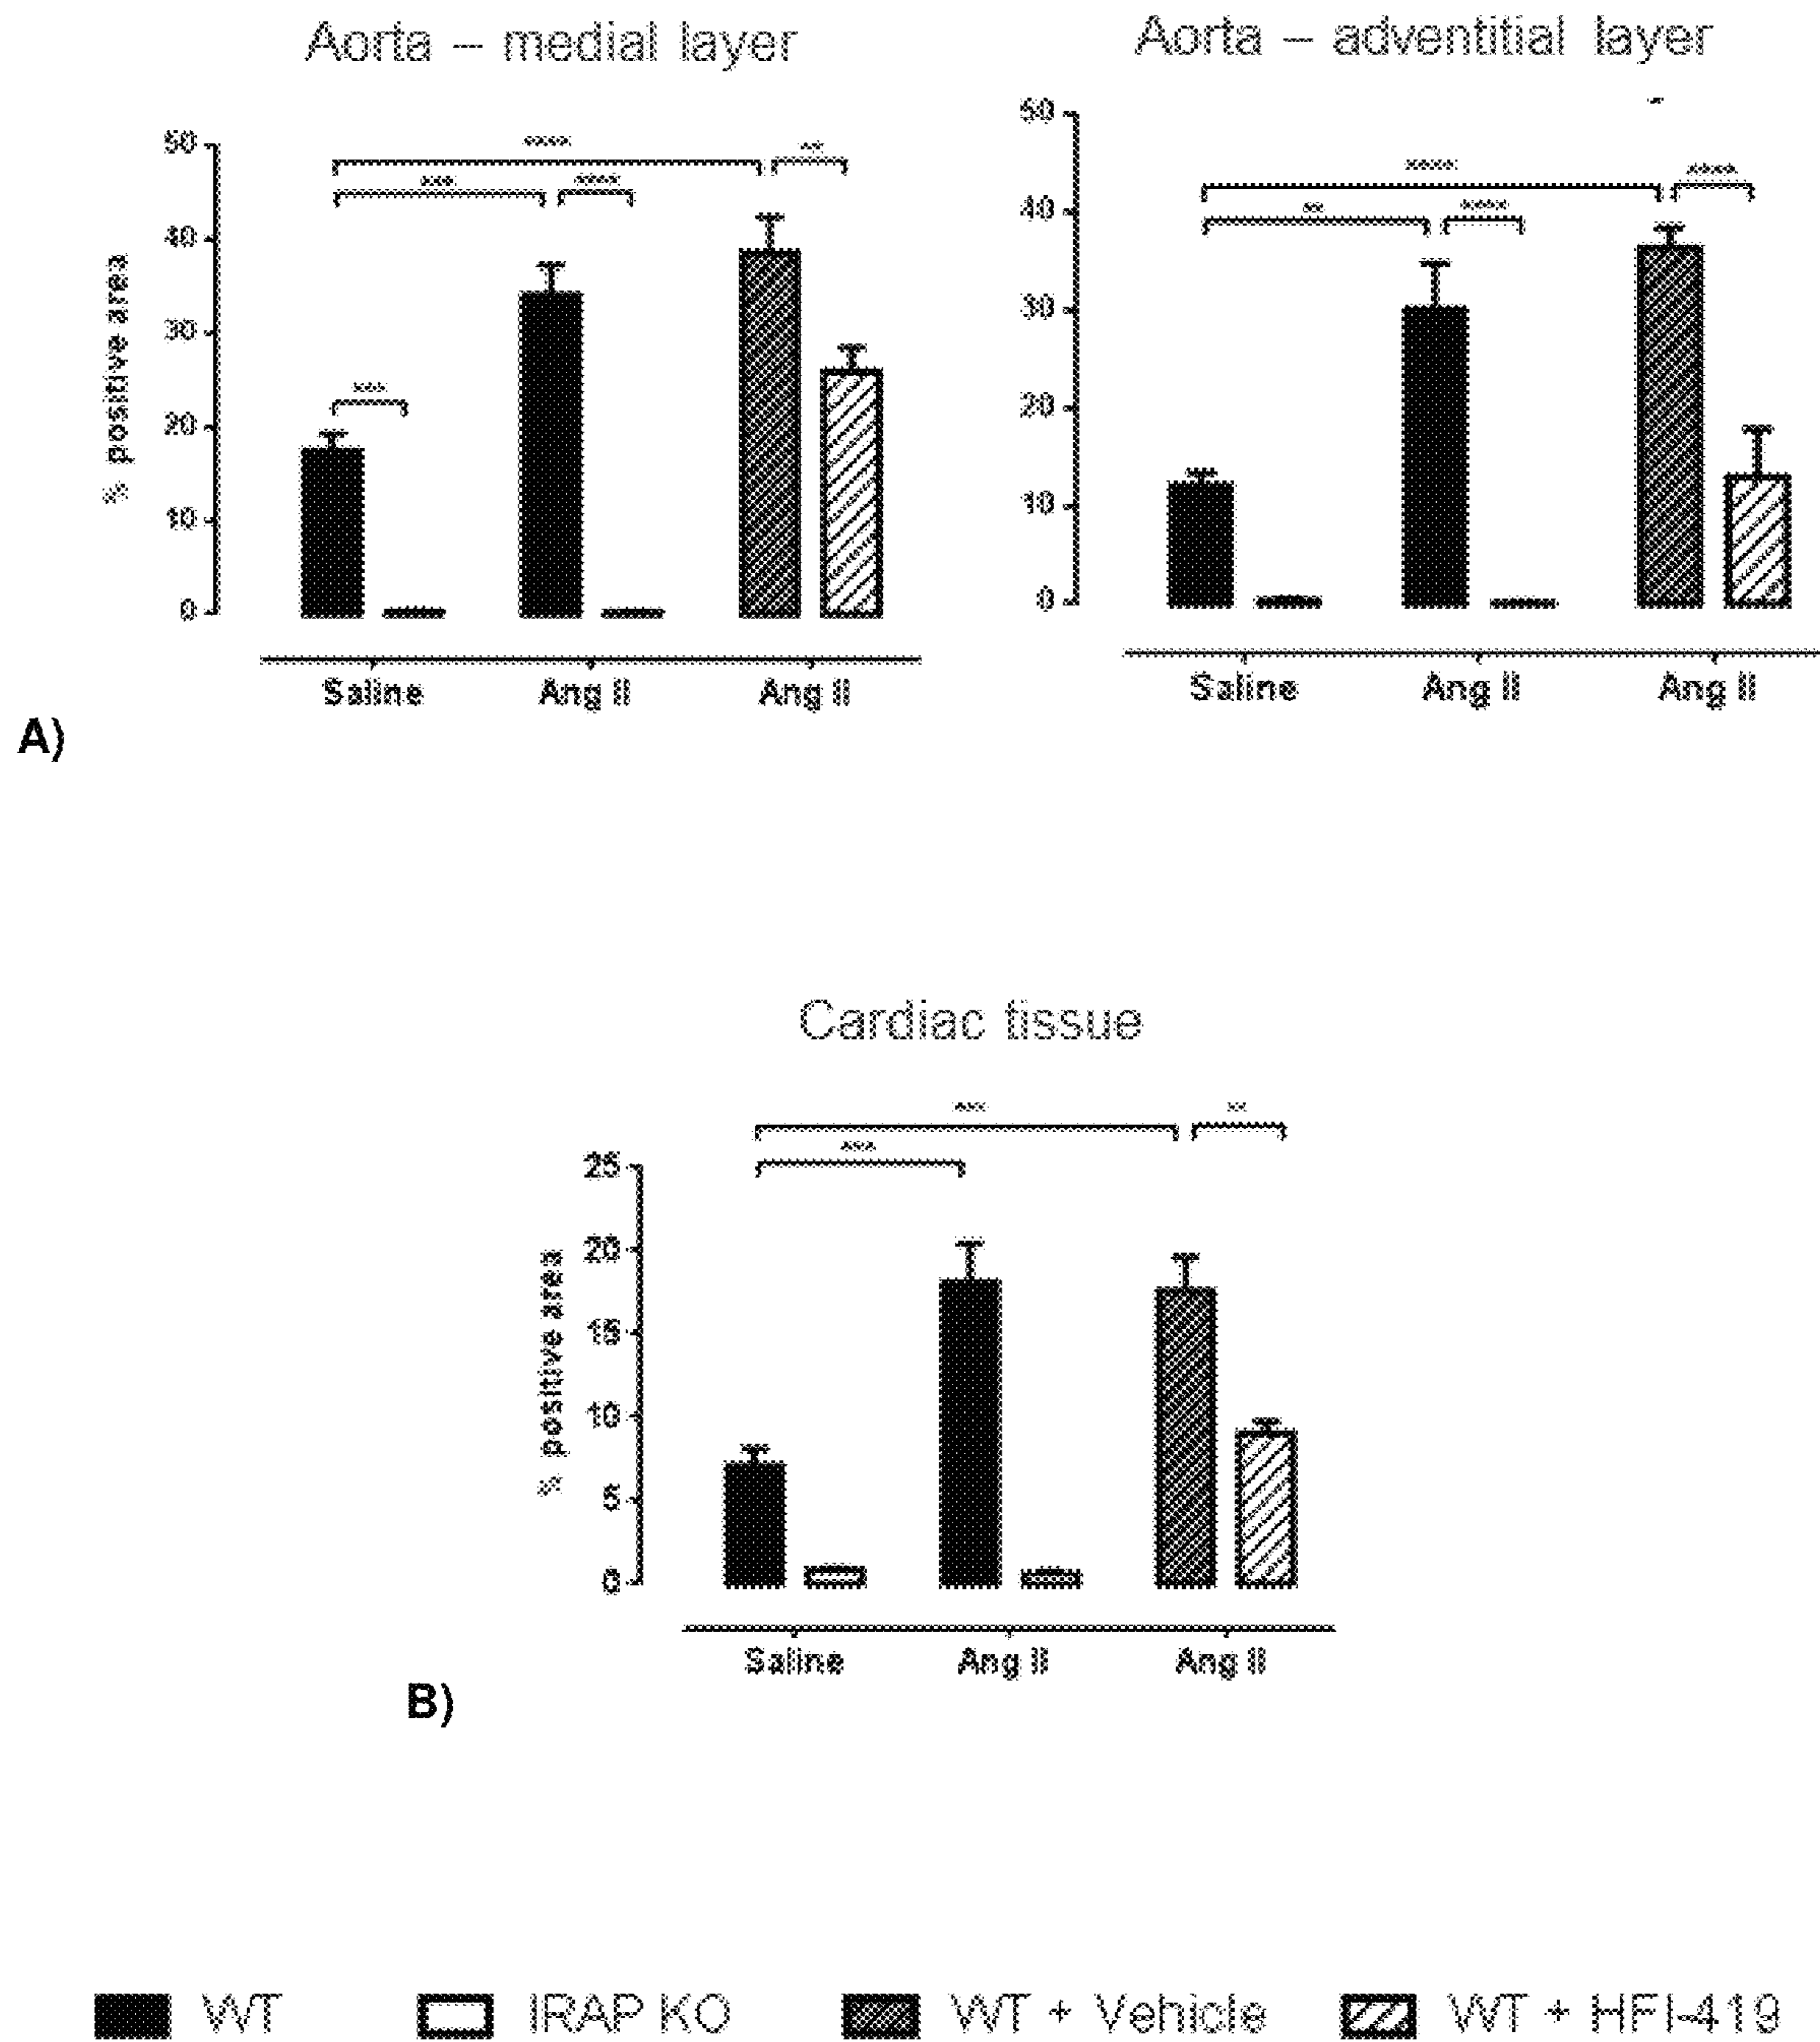 Aorta – medial layer
Aorta – adventitial layer
% positive area
50
40
30
20
10
0
Saline
Ang II
Ang II
50
40
30
20
10
0
Saline
Ang II
Ang II
A)
Cardiac tissue
% positive area
25
20
15
10
5
0
Saline
Ang II
Ang II
B)
WT
IRAP KO
WT + Vehicle
WT + HFI-419